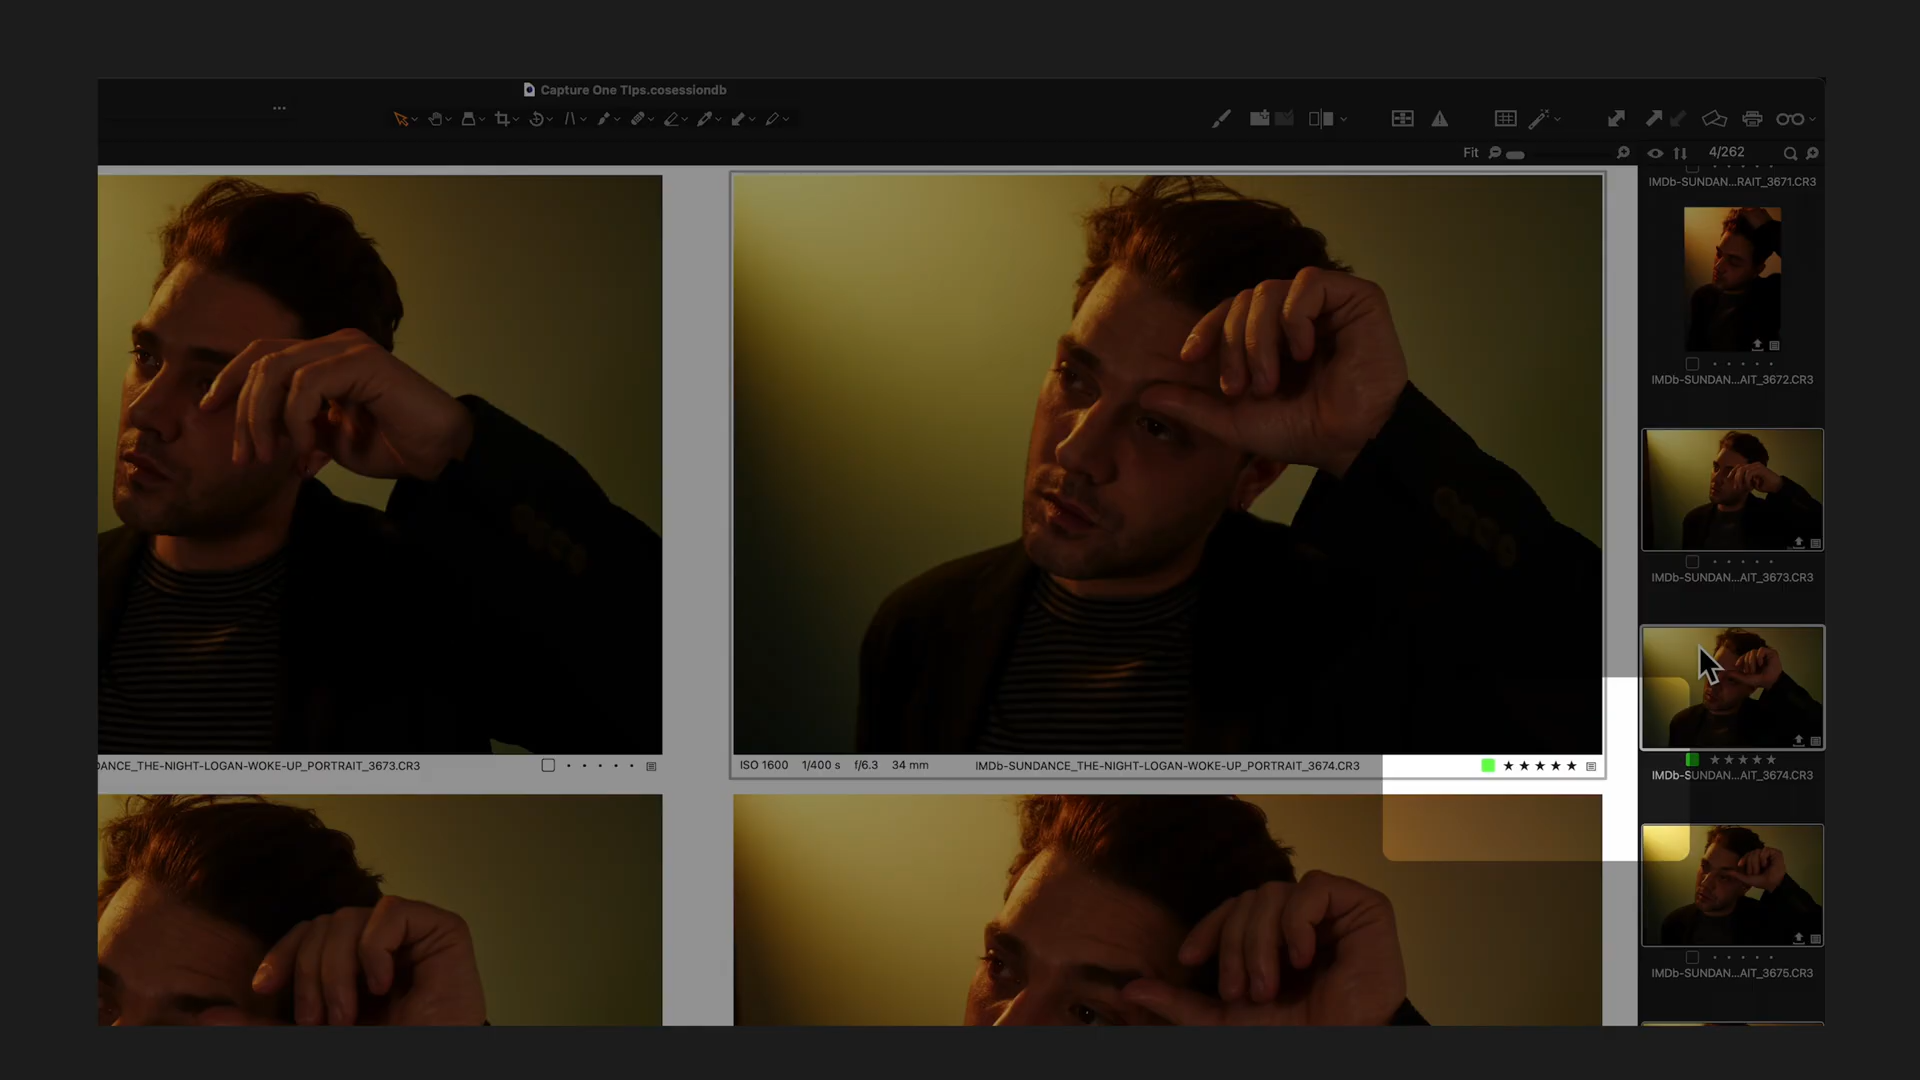 Capture One TIps.cosessiondb
Fit
4/262
IMDb-SUNDAN...RAIT_3671.CR3
IMDb-SUNDAN...AIT_3672.CR3
IMDb-SUNDAN...AIT_3673.CR3
DANCE_THE-NIGHT-LOGAN-WOKE-UP_PORTRAIT_3673.CR3
ISO 1600 1/400 s f/6.3 34 mm IMDb-SUNDANCE_THE-NIGHT-LOGAN-WOKE-UP_PORTRAIT_3674.CR3
IMDb-SUNDAN...AIT_3674.CR3
IMDb-SUNDAN...AIT_3675.CR3